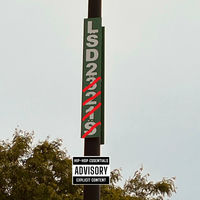 LSD2
HIP-HOP ESSENTIALS
ADVISORY
EXPLICIT CONTENT